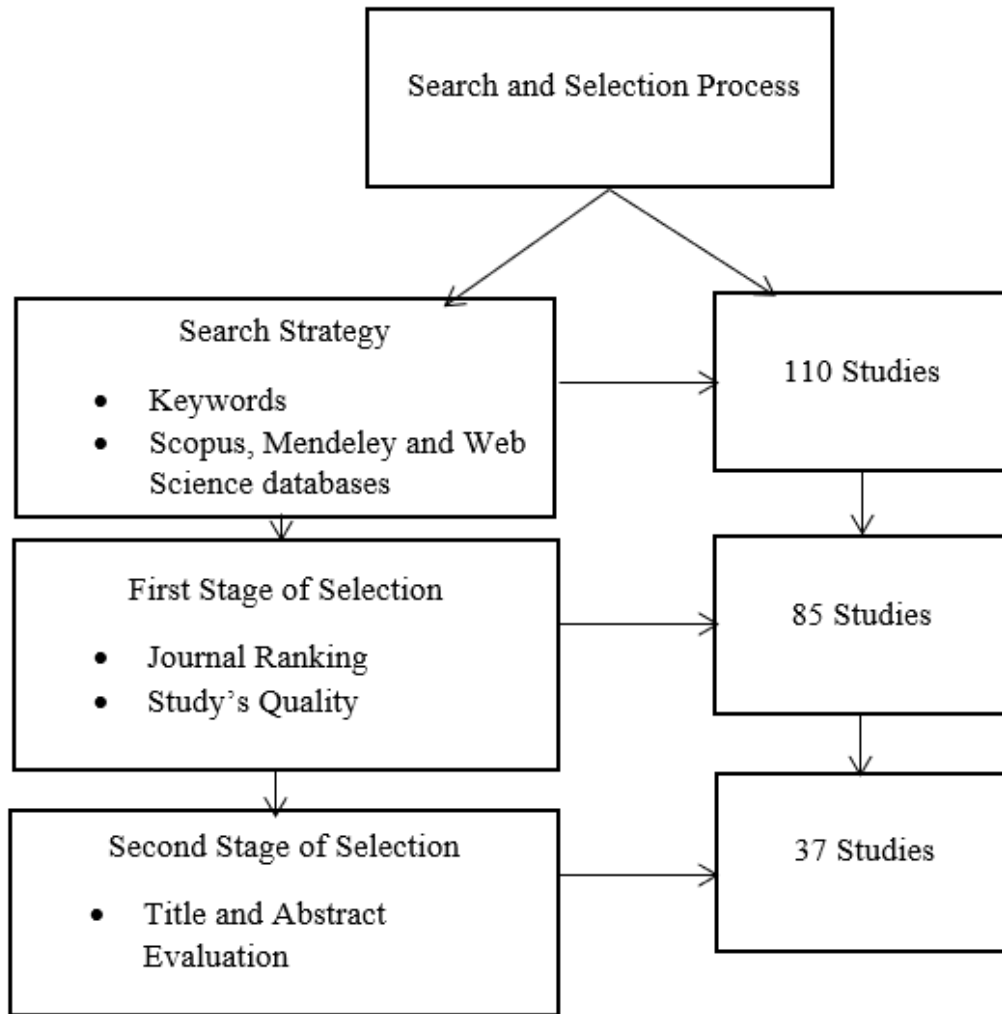 Search and Selection Process
Search Strategy
• Keywords
• Scopus, Mendeley and Web
Science databases
110 Studies
First Stage of Selection
• Journal Ranking
• Study’s Quality
85 Studies
Second Stage of Selection
• Title and Abstract
Evaluation
37 Studies